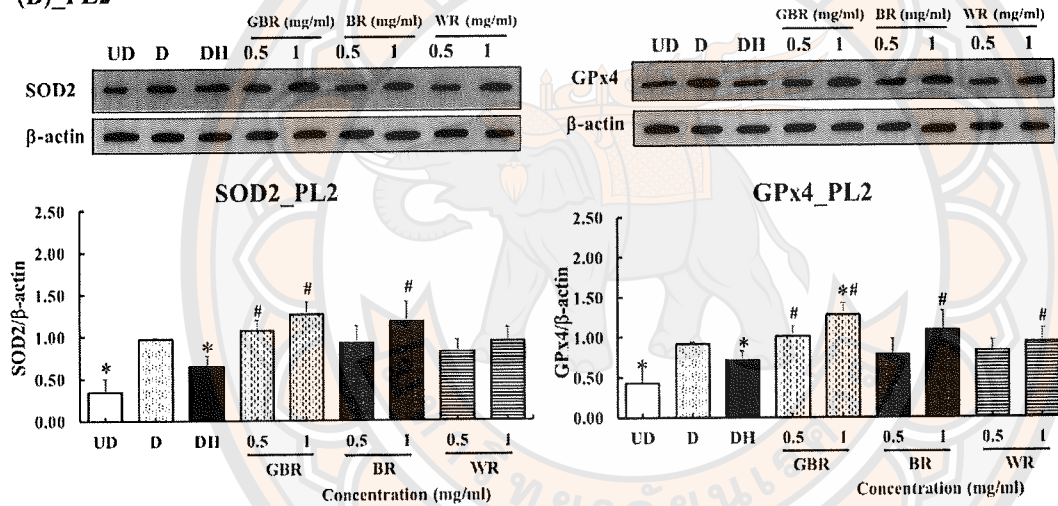 (D)_PL2
GBR (mg/ml) BR (mg/ml) WR (mg/ml)
UD D DH 0.5 1 0.5 1 0.5 1
SOD2
β-actin
SOD2_PL2
2.50
2.00
1.50
1.00
0.50
0.00
SOD2/β-actin
* * # # #
UD D DH 0.5 1 0.5 1 0.5 1
GBR BR WR
Concentration (mg/ml)
GBR (mg/ml) BR (mg/ml) WR (mg/ml)
UD D DH 0.5 1 0.5 1 0.5 1
GPx4
β-actin
GPx4_PL2
2.50
2.00
1.50
1.00
0.50
0.00
GPx4/β-actin
* * # *# # #
UD D DH 0.5 1 0.5 1 0.5 1
GBR BR WR
Concentration (mg/ml)